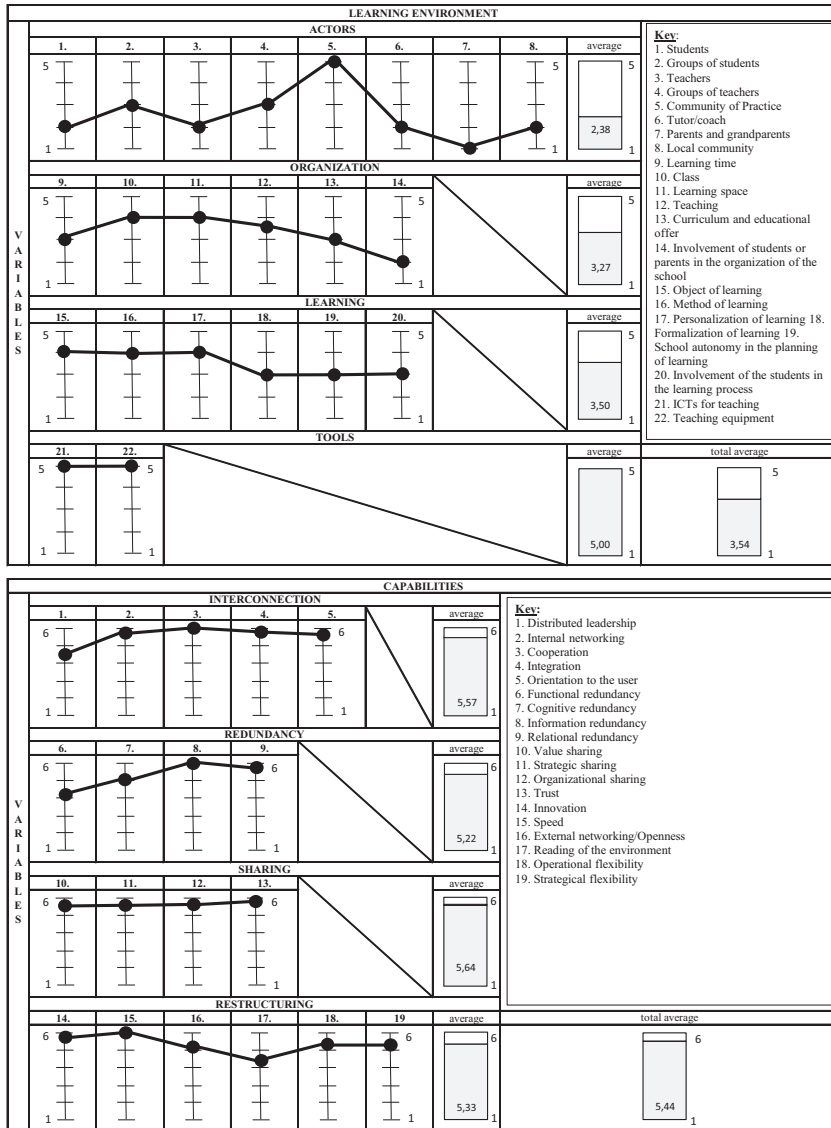 LEARNING ENVIRONMENT
ACTORS
1. 2. 3. 4. 5. 6. 7. 8. average
5 5 5
2,38
1 1 1
ORGANIZATION
9. 10. 11. 12. 13. 14. average
5 5 5
3,27
1 1 1
LEARNING
15. 16. 17. 18. 19. 20. average
5 5 5
3,50
1 1 1
TOOLS
21. 22. average total average
5 5 5 5
5,00 3,54
1 1 1 1
VARIABLES
Key:
1. Students
2. Groups of students
3. Teachers
4. Groups of teachers
5. Community of Practice
6. Tutor/coach
7. Parents and grandparents
8. Local community
9. Learning time
10. Class
11. Learning space
12. Teaching
13. Curriculum and educational
offer
14. Involvement of students or
parents in the organization of the
school
15. Object of learning
16. Method of learning
17. Personalization of learning 18.
Formalization of learning 19.
School autonomy in the planning
of learning
20. Involvement of the students in
the learning process
21. ICTs for teaching
22. Teaching equipment
CAPABILITIES
INTERCONNECTION
1. 2. 3. 4. 5. average
6 6 6
5,57
1 1 1
REDUNDANCY
6. 7. 8. 9. average
6 6 6
5,22
1 1 1
SHARING
10. 11. 12. 13. average
6 6 6
5,64
1 1 1
RESTRUCTURING
14. 15. 16. 17. 18. 19 average total average
6 6 6 6
5,33 5,44
1 1 1 1
VARIABLES
Key:
1. Distributed leadership
2. Internal networking
3. Cooperation
4. Integration
5. Orientation to the user
6. Functional redundancy
7. Cognitive redundancy
8. Information redundancy
9. Relational redundancy
10. Value sharing
11. Strategic sharing
12. Organizational sharing
13. Trust
14. Innovation
15. Speed
16. External networking/Openness
17. Reading of the environment
18. Operational flexibility
19. Strategical flexibility